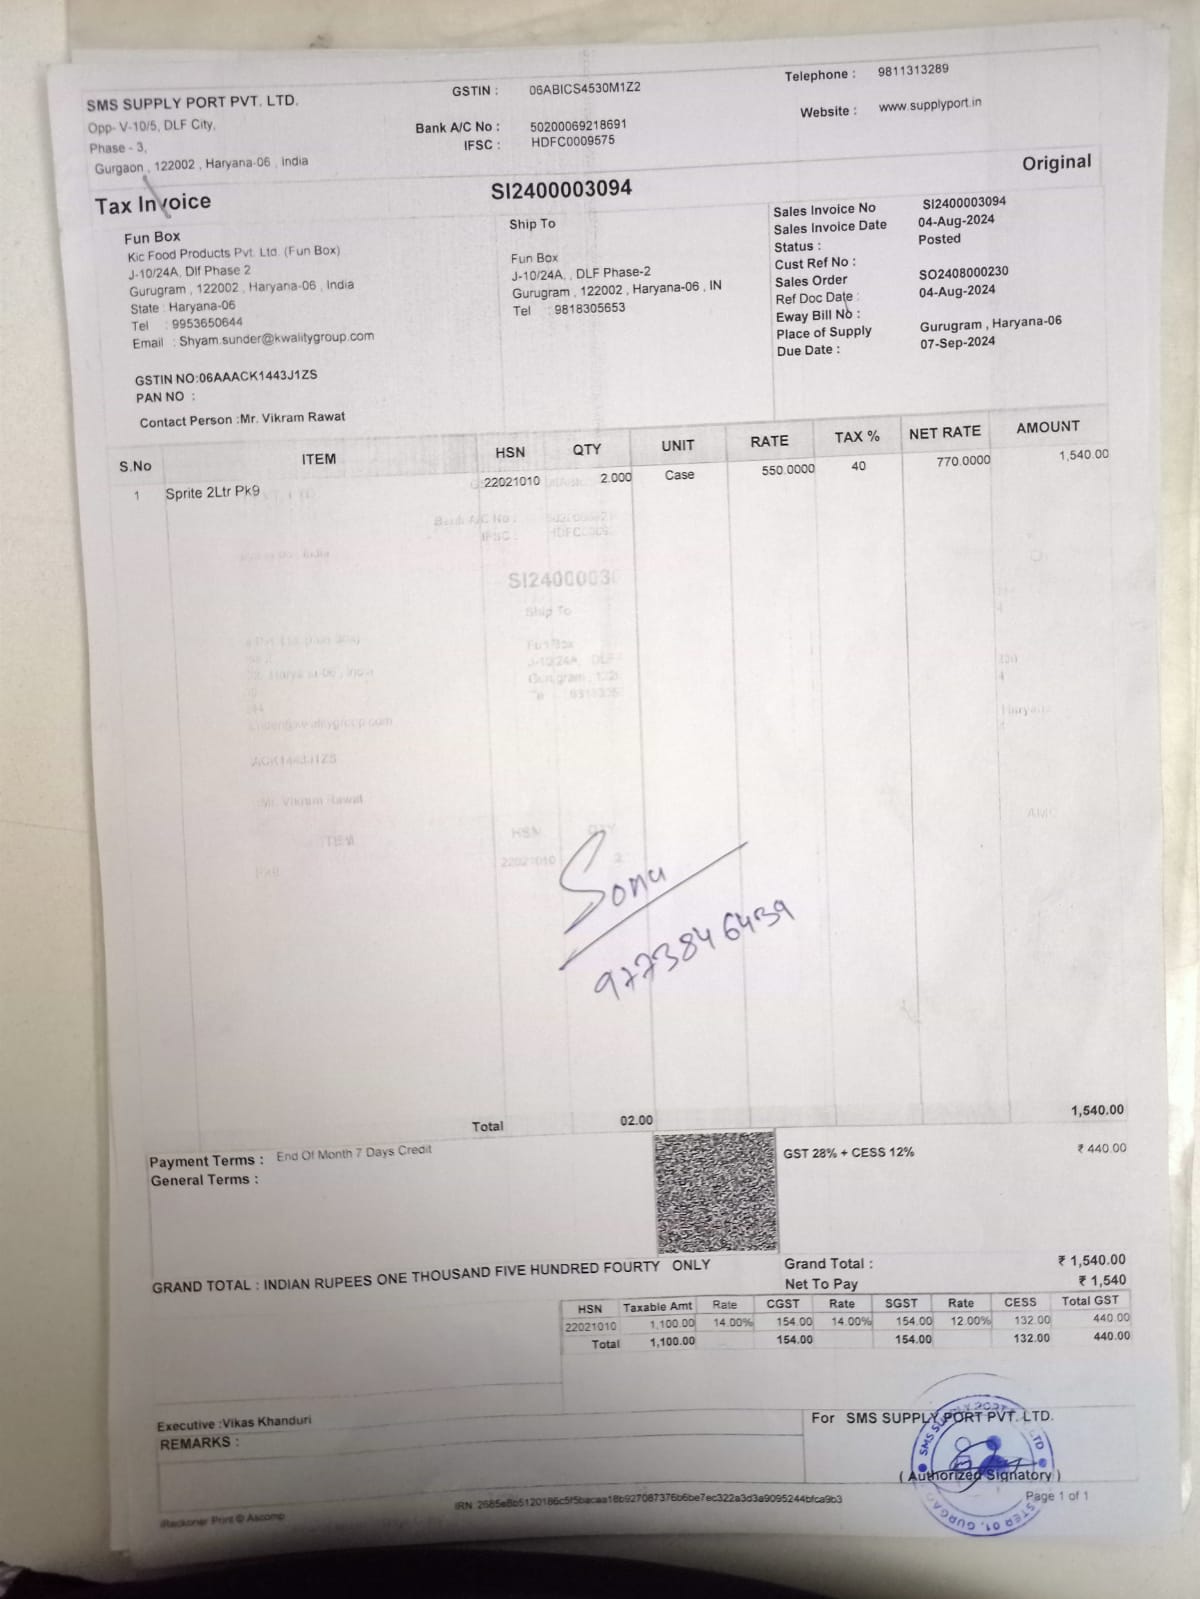 SMS SUPPLY PORT PVT. LTD.
Opp- V-10/5, DLF City,
Phase - 3,
Gurgaon , 122002 , Haryana-06 , India
GSTIN : 06ABICS4530M1Z2
Bank A/C No : 50200069218691
IFSC : HDFC0009575
Telephone : 9811313289
Website : www.supplyport.in
Original
Tax Invoice
SI2400003094
Fun Box
Kic Food Products Pvt. Ltd. (Fun Box)
J-10/24A, Dlf Phase 2
Gurugram , 122002 , Haryana-06 , India
State : Haryana-06
Tel : 9953650644
Email : Shyam.sunder@kwalitygroup.com
GSTIN NO:06AAACK1443J1ZS
PAN NO :
Contact Person :Mr. Vikram Rawat
Ship To
Fun Box
J-10/24A, , DLF Phase-2
Gurugram , 122002 , Haryana-06 , IN
Tel : 9818305653
Sales Invoice No SI2400003094
Sales Invoice Date 04-Aug-2024
Status : Posted
Cust Ref No :
Sales Order SO2408000230
Ref Doc Date : 04-Aug-2024
Eway Bill No :
Place of Supply Gurugram , Haryana-06
Due Date : 07-Sep-2024
S.No ITEM HSN QTY UNIT RATE TAX % NET RATE AMOUNT
1 Sprite 2Ltr Pk9 22021010 2.000 Case 550.0000 40 770.0000 1,540.00
Sonu
9773846439
Total 02.00 1,540.00
Payment Terms : End Of Month 7 Days Credit
General Terms :
GST 28% + CESS 12% ₹ 440.00
GRAND TOTAL : INDIAN RUPEES ONE THOUSAND FIVE HUNDRED FOURTY ONLY
Grand Total : ₹ 1,540.00
Net To Pay ₹ 1,540
HSN Taxable Amt Rate CGST Rate SGST Rate CESS Total GST
22021010 1,100.00 14.00% 154.00 14.00% 154.00 12.00% 132.00 440.00
Total 1,100.00 154.00 154.00 132.00 440.00
Executive :Vikas Khanduri
REMARKS :
For SMS SUPPLY PORT PVT. LTD.
( Authorized Signatory )
Page 1 of 1
iReckoner Print © Ascomp